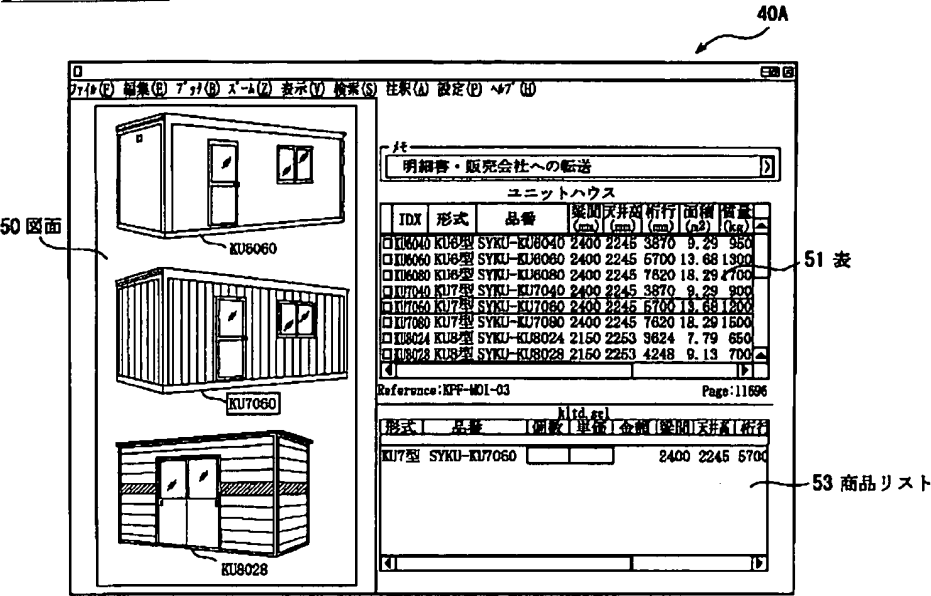 40A
ファイル(F) 編集(E) ブッチ(B) ズーム(Z) 表示(V) 検索(S) 注釈(A) 設定(P) ヘルプ(H)
メモ
明細書・販売会社への転送
ユニットハウス
IDX 形式 品番 梁間(mm) 天井高(mm) 桁行(mm) 面積(m2) 質量(kg)
KU6040 KU6型 SYKU-KU6040 2400 2245 3870 9.29 950
KU6060 KU6型 SYKU-KU6060 2400 2245 5700 13.68 1300
KU6080 KU6型 SYKU-KU6080 2400 2245 7620 18.29 1700
KU7040 KU7型 SYKU-KU7040 2400 2245 3870 9.29 900
KU7060 KU7型 SYKU-KU7060 2400 2245 5700 13.68 1200
KU7080 KU7型 SYKU-KU7080 2400 2245 7620 18.29 1500
KU8024 KU8型 SYKU-KU8024 2150 2253 3624 7.79 650
KU8028 KU8型 SYKU-KU8028 2150 2253 4248 9.13 700
Reference:KPF-M01-03 Page:11696
hltd.sel
形式 品番 個数 単価 金額 梁間 天井高 桁行
KU7型 SYKU-KU7060 2400 2245 5700
50 図面
KU6060
KU7060
KU8028
51 表
53 商品リスト